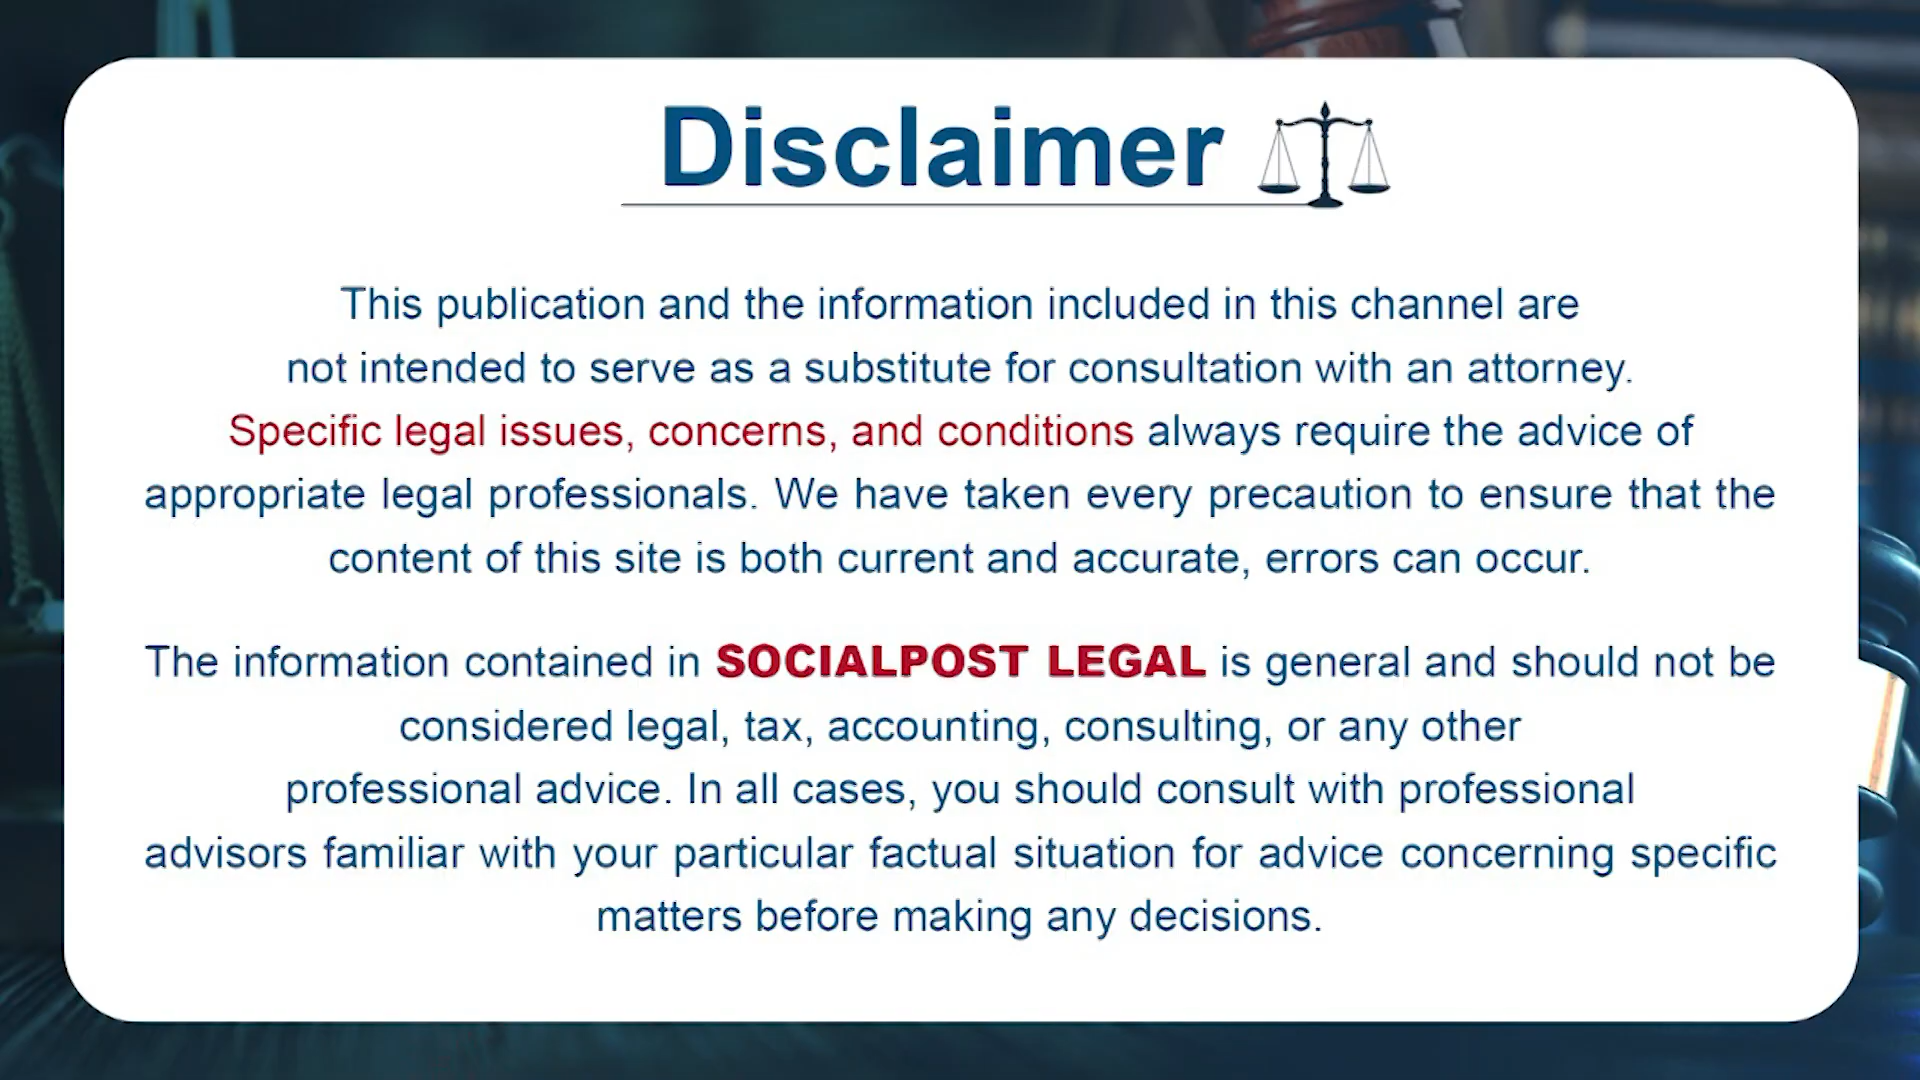 Disclaimer
This publication and the information included in this channel are
not intended to serve as a substitute for consultation with an attorney.
Specific legal issues, concerns, and conditions always require the advice of
appropriate legal professionals. We have taken every precaution to ensure that the
content of this site is both current and accurate, errors can occur.
The information contained in SOCIALPOST LEGAL is general and should not be
considered legal, tax, accounting, consulting, or any other
professional advice. In all cases, you should consult with professional
advisors familiar with your particular factual situation for advice concerning specific
matters before making any decisions.